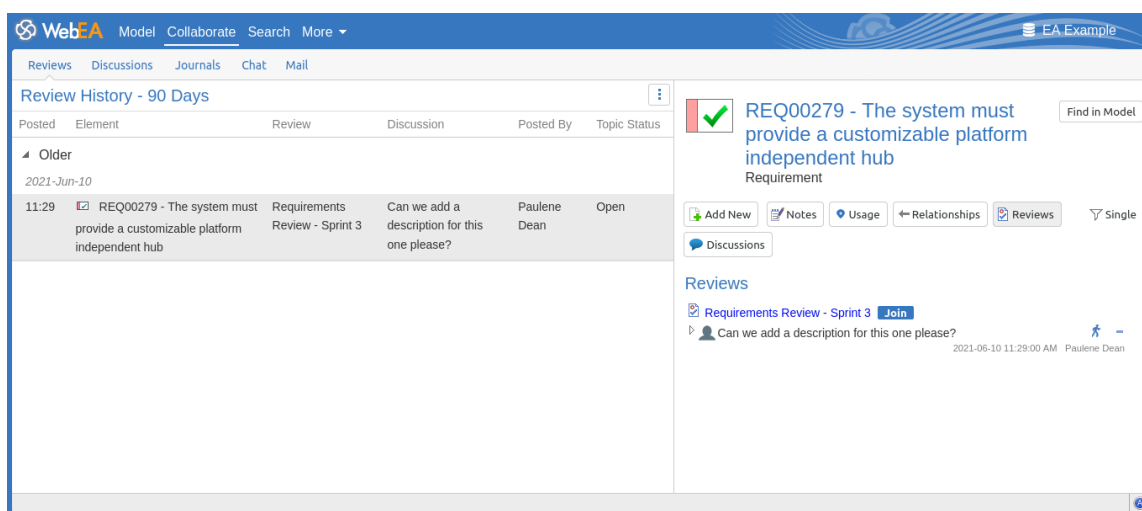 WebEA Model Collaborate Search More EA Example
Reviews Discussions Journals Chat Mail
Review History - 90 Days
Posted Element Review Discussion Posted By Topic Status
Older
2021-Jun-10
11:29 REQ00279 - The system must Requirements Can we add a Paulene Open
provide a customizable platform Review - Sprint 3 description for this Dean
independent hub one please?
REQ00279 - The system must Find in Model
provide a customizable platform
independent hub
Requirement
Add New Notes Usage Relationships Reviews Single
Discussions
Reviews
Requirements Review - Sprint 3 Join
Can we add a description for this one please?
2021-06-10 11:29:00 AM Paulene Dean